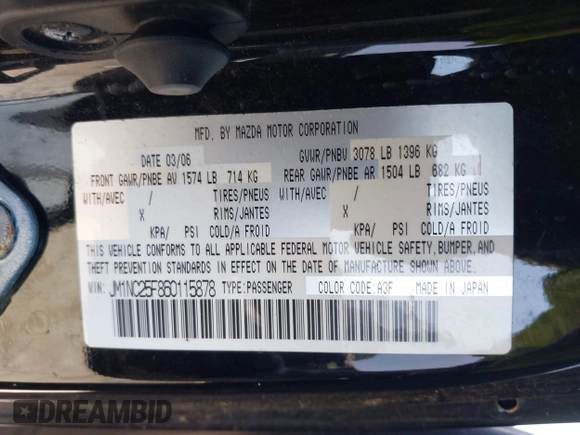 MFD. BY MAZDA MOTOR CORPORATION
DATE 03/06 GVWR/PNBV 3078 LB 1396 KG
FRONT GAWR/PNBE AV 1574 LB 714 KG REAR GAWR/PNBE AR 1504 LB 682 KG
WITH/AVEC / TIRES/PNEUS WITH/AVEC / TIRES/PNEUS
X RIMS/JANTES X RIMS/JANTES
KPA/ PSI COLD/A FROID KPA/ PSI COLD/A FROID
THIS VEHICLE CONFORMS TO ALL APPLICABLE FEDERAL MOTOR VEHICLE SAFETY, BUMPER, AND
THEFT PREVENTION STANDARDS IN EFFECT ON THE DATE OF MANUFACTURE SHOWN ABOVE.
VIN: JM1NC25F850115878 TYPE:PASSENGER COLOR CODE: A3F MADE IN JAPAN
DREAMBID